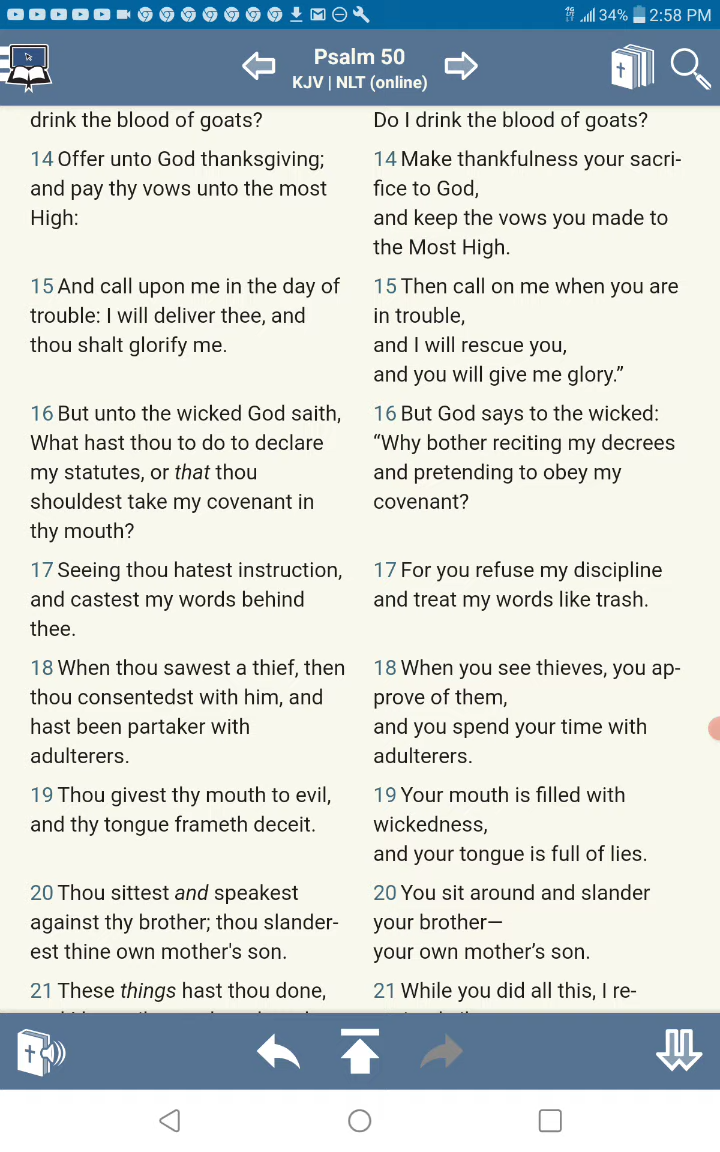 34% 2:58 PM
Psalm 50
KJV | NLT (online)
drink the blood of goats?
14 Offer unto God thanksgiving;
and pay thy vows unto the most
High:
15 And call upon me in the day of
trouble: I will deliver thee, and
thou shalt glorify me.
16 But unto the wicked God saith,
What hast thou to do to declare
my statutes, or that thou
shouldest take my covenant in
thy mouth?
17 Seeing thou hatest instruction,
and castest my words behind
thee.
18 When thou sawest a thief, then
thou consentedst with him, and
hast been partaker with
adulterers.
19 Thou givest thy mouth to evil,
and thy tongue frameth deceit.
20 Thou sittest and speakest
against thy brother; thou slander-
est thine own mother's son.
21 These things hast thou done,
Do I drink the blood of goats?
14 Make thankfulness your sacri-
fice to God,
and keep the vows you made to
the Most High.
15 Then call on me when you are
in trouble,
and I will rescue you,
and you will give me glory.”
16 But God says to the wicked:
“Why bother reciting my decrees
and pretending to obey my
covenant?
17 For you refuse my discipline
and treat my words like trash.
18 When you see thieves, you ap-
prove of them,
and you spend your time with
adulterers.
19 Your mouth is filled with
wickedness,
and your tongue is full of lies.
20 You sit around and slander
your brother—
your own mother’s son.
21 While you did all this, I re-